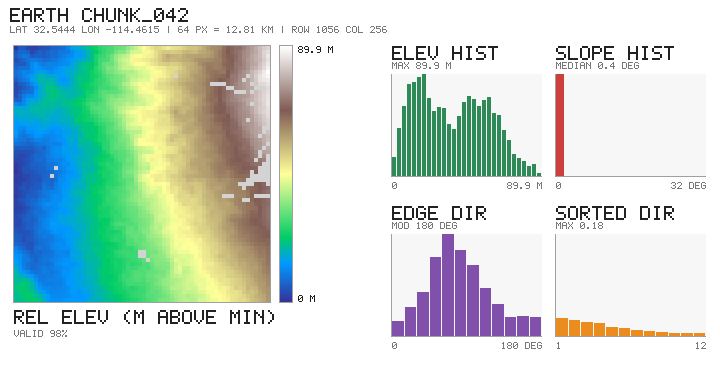 EARTH CHUNK_042
LAT 32.5444 LON -114.4615 | 64 PX = 12.81 KM | ROW 1056 COL 256
89.9 M
0 M
REL ELEV (M ABOVE MIN)
VALID 98%
ELEV HIST
MAX 89.9 M
0 89.9 M
SLOPE HIST
MEDIAN 0.4 DEG
0 32 DEG
EDGE DIR
MOD 180 DEG
0 180 DEG
SORTED DIR
MAX 0.18
1 12